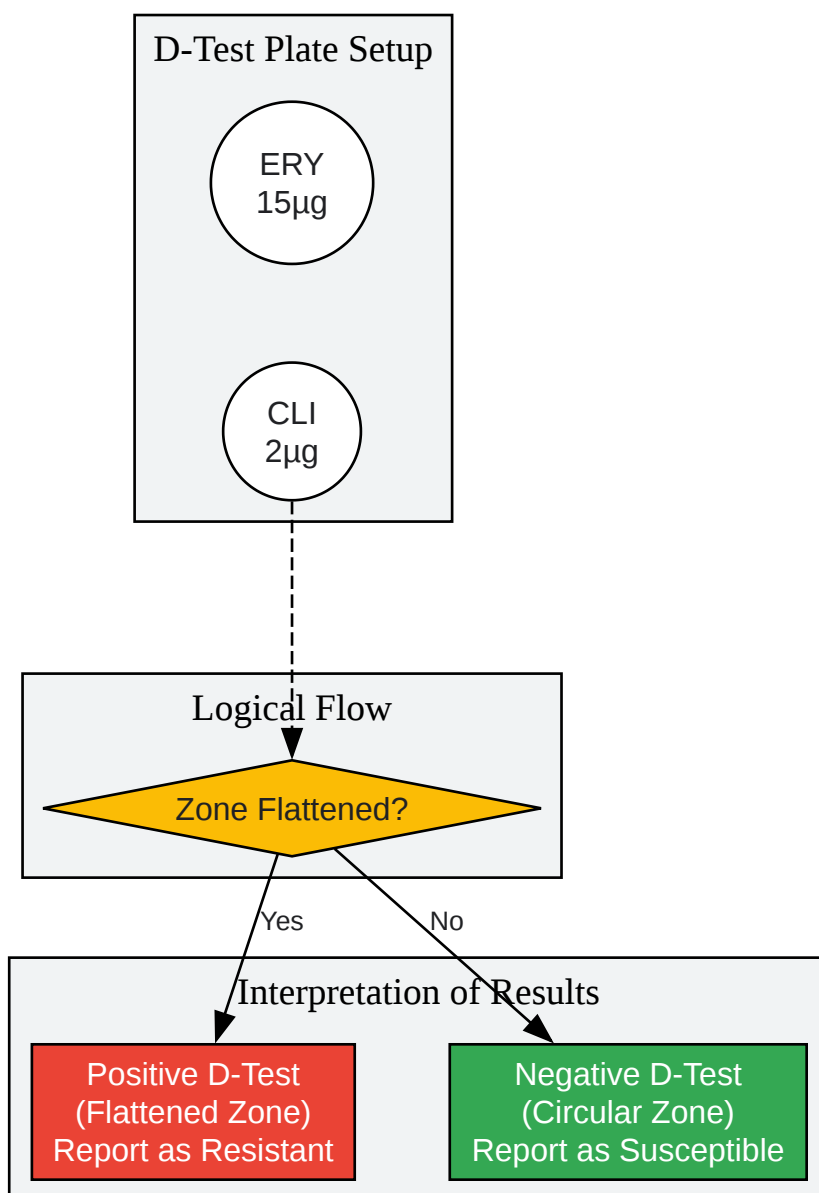 D-Test Plate Setup
ERY
15µg
CLI
2µg
Logical Flow
Zone Flattened?
Yes
No
Interpretation of Results
Positive D-Test
(Flattened Zone)
Report as Resistant
Negative D-Test
(Circular Zone)
Report as Susceptible